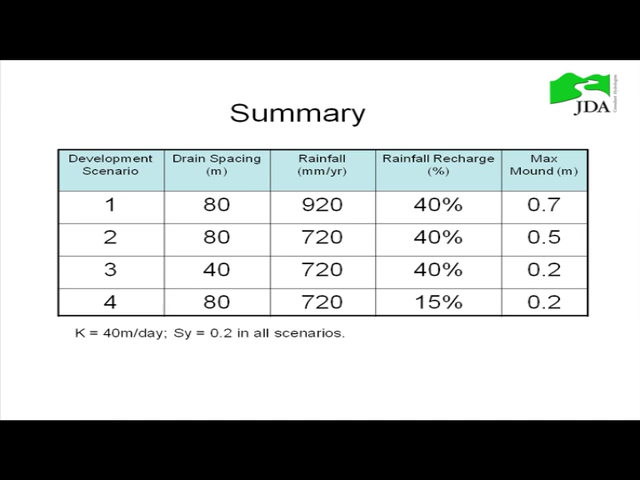 Summary
JDA
Consultant Hydrologists
Development Scenario | Drain Spacing (m) | Rainfall (mm/yr) | Rainfall Recharge (%) | Max Mound (m)
1 | 80 | 920 | 40% | 0.7
2 | 80 | 720 | 40% | 0.5
3 | 40 | 720 | 40% | 0.2
4 | 80 | 720 | 15% | 0.2
K = 40m/day; Sy = 0.2 in all scenarios.